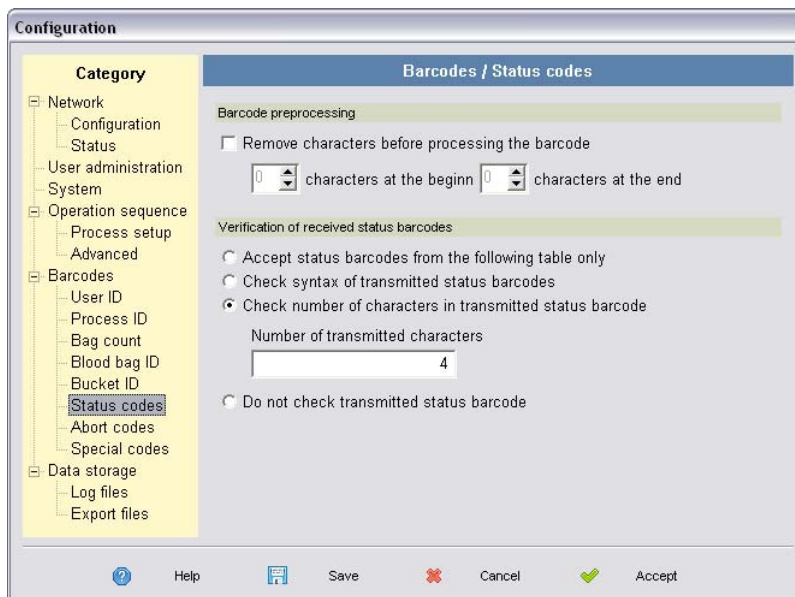 Configuration
Category
Network
Configuration
Status
User administration
System
Operation sequence
Process setup
Advanced
Barcodes
User ID
Process ID
Bag count
Blood bag ID
Bucket ID
Status codes
Abort codes
Special codes
Data storage
Log files
Export files
Barcodes / Status codes
Barcode preprocessing
Remove characters before processing the barcode
0 characters at the beginn 0 characters at the end
Verification of received status barcodes
Accept status barcodes from the following table only
Check syntax of transmitted status barcodes
Check number of characters in transmitted status barcode
Number of transmitted characters
4
Do not check transmitted status barcode
Help Save Cancel Accept